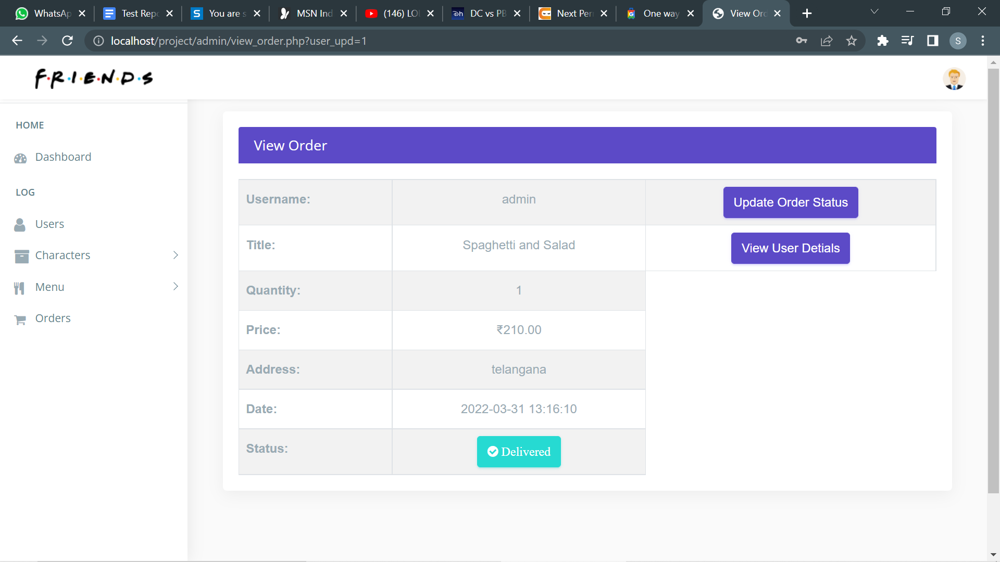 WhatsAp
Test Repo
You are s
MSN Ind
(146) LO
DC vs PB
Next Per
One way
View Ord
localhost/project/admin/view_order.php?user_upd=1
S
F·R·I·E·N·D·S
HOME
Dashboard
LOG
Users
Characters
Menu
Orders
View Order
Username: admin Update Order Status
Title: Spaghetti and Salad View User Detials
Quantity: 1
Price: ₹210.00
Address: telangana
Date: 2022-03-31 13:16:10
Status: Delivered